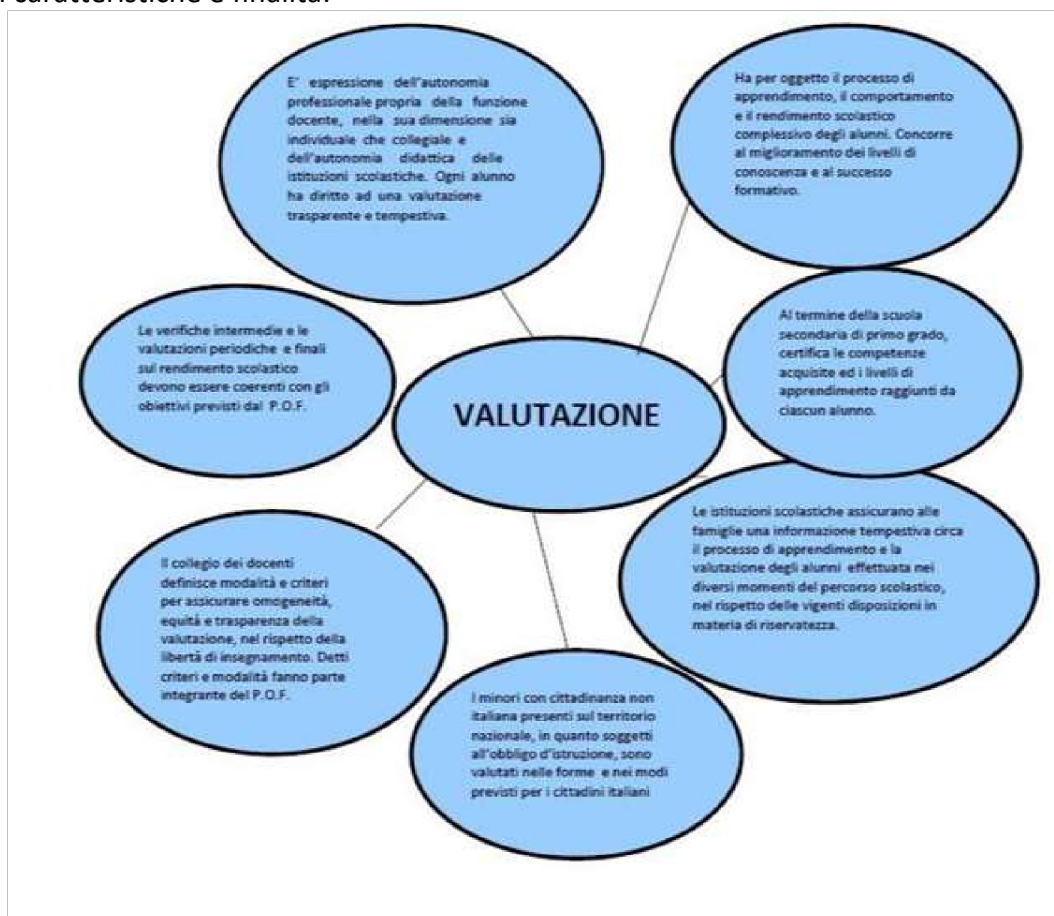 caratteristiche e finalità.
E' espressione dell'autonomia
professionale propria della funzione
docente, nella sua dimensione sia
individuale che collegiale e
dell'autonomia didattica delle
istituzioni scolastiche. Ogni alunno
ha diritto ad una valutazione
trasparente e tempestiva.
Ha per oggetto il processo di
apprendimento, il comportamento
e il rendimento scolastico
complessivo degli alunni. Concorre
al miglioramento dei livelli di
conoscenza e al successo
formativo.
Le verifiche intermedie e le
valutazioni periodiche e finali
sul rendimento scolastico
devono essere coerenti con gli
obiettivi previsti dal P.O.F.
VALUTAZIONE
Al termine della scuola
secondaria di primo grado,
certifica le competenze
acquisite ed i livelli di
apprendimento raggiunti da
ciascun alunno.
Le istituzioni scolastiche assicurano alle
famiglie una informazione tempestiva circa
il processo di apprendimento e la
valutazione degli alunni effettuata nei
diversi momenti del percorso scolastico,
nel rispetto delle vigenti disposizioni in
materia di riservatezza.
Il collegio dei docenti
definisce modalità e criteri
per assicurare omogeneità,
equità e trasparenza della
valutazione, nel rispetto della
libertà di insegnamento. Detti
criteri e modalità fanno parte
integrante del P.O.F.
I minori con cittadinanza non
italiana presenti sul territorio
nazionale, in quanto soggetti
all'obbligo d'istruzione, sono
valutati nelle forme e nei modi
previsti per i cittadini italiani